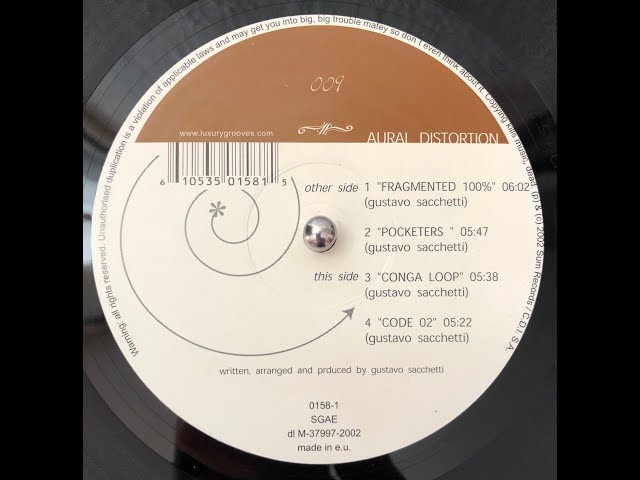 Warning: all rights reserved. Unauthorised duplication is a violation of applicable laws and may get you into big, big trouble matey so don't even think about it. Copying kills music, dead. (p) & (c) 2002 Sum Records / C.D.I. S.A.
009
www.luxurygrooves.com
AURAL DISTORTION
6 10535 01581 5
other side 1 "FRAGMENTED 100%" 06:02
(gustavo sacchetti)
2 "POCKETERS " 05:47
(gustavo sacchetti)
this side 3 "CONGA LOOP" 05:38
(gustavo sacchetti)
4 "CODE 02" 05:22
(gustavo sacchetti)
written, arranged and prduced by gustavo sacchetti
0158-1
SGAE
dl M-37997-2002
made in e.u.